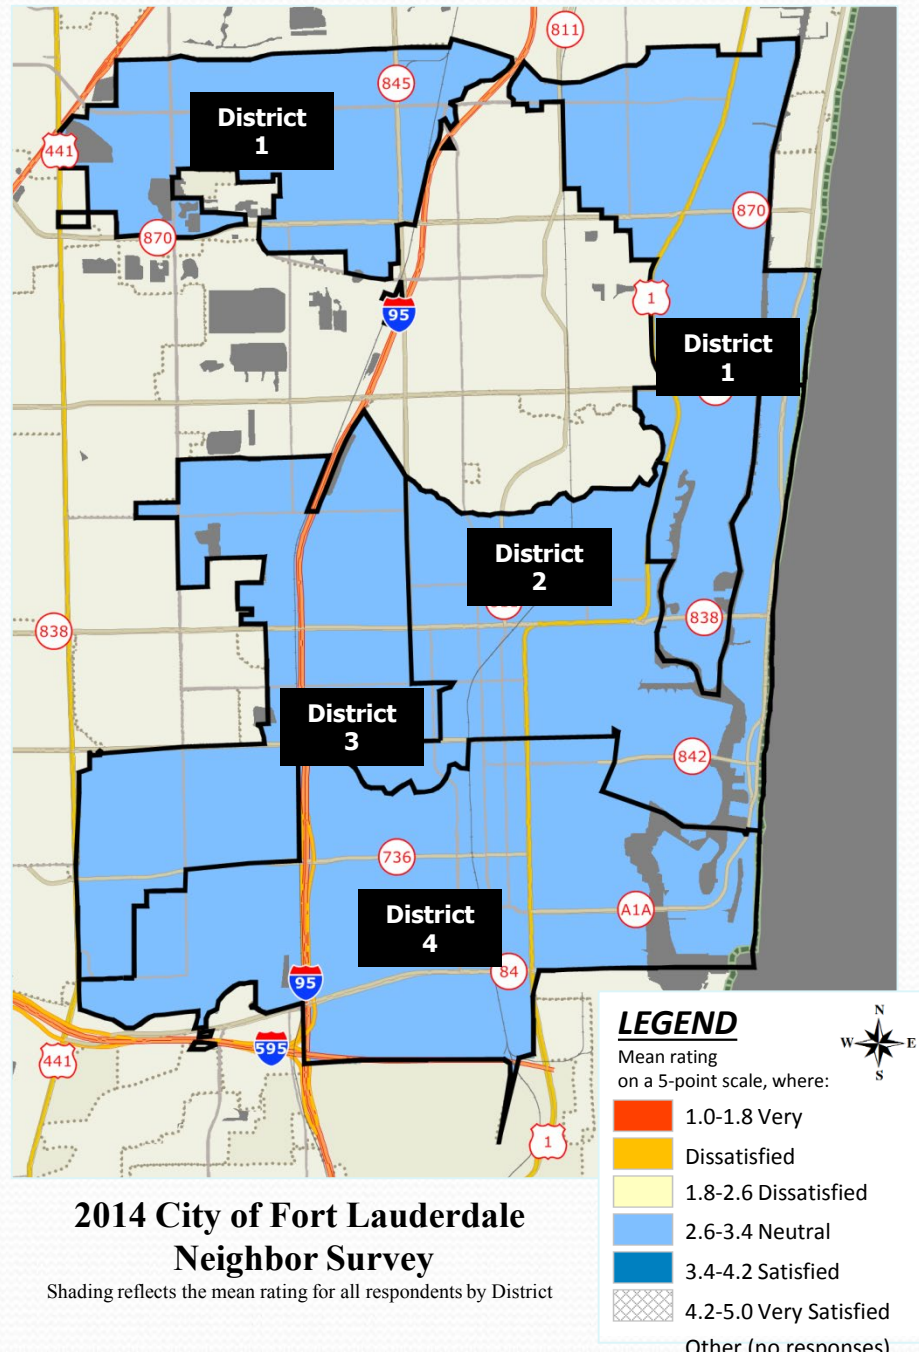 811
845
District
1
441
870
870
1
95
District
1
District
2
838
838
District
3
842
736
District
4
A1A
84
95
595
441
1
LEGEND
Mean rating
on a 5-point scale, where:
1.0-1.8 Very
Dissatisfied
1.8-2.6 Dissatisfied
2.6-3.4 Neutral
3.4-4.2 Satisfied
4.2-5.0 Very Satisfied
Other (no responses)
N
W E
S
2014 City of Fort Lauderdale
Neighbor Survey
Shading reflects the mean rating for all respondents by District